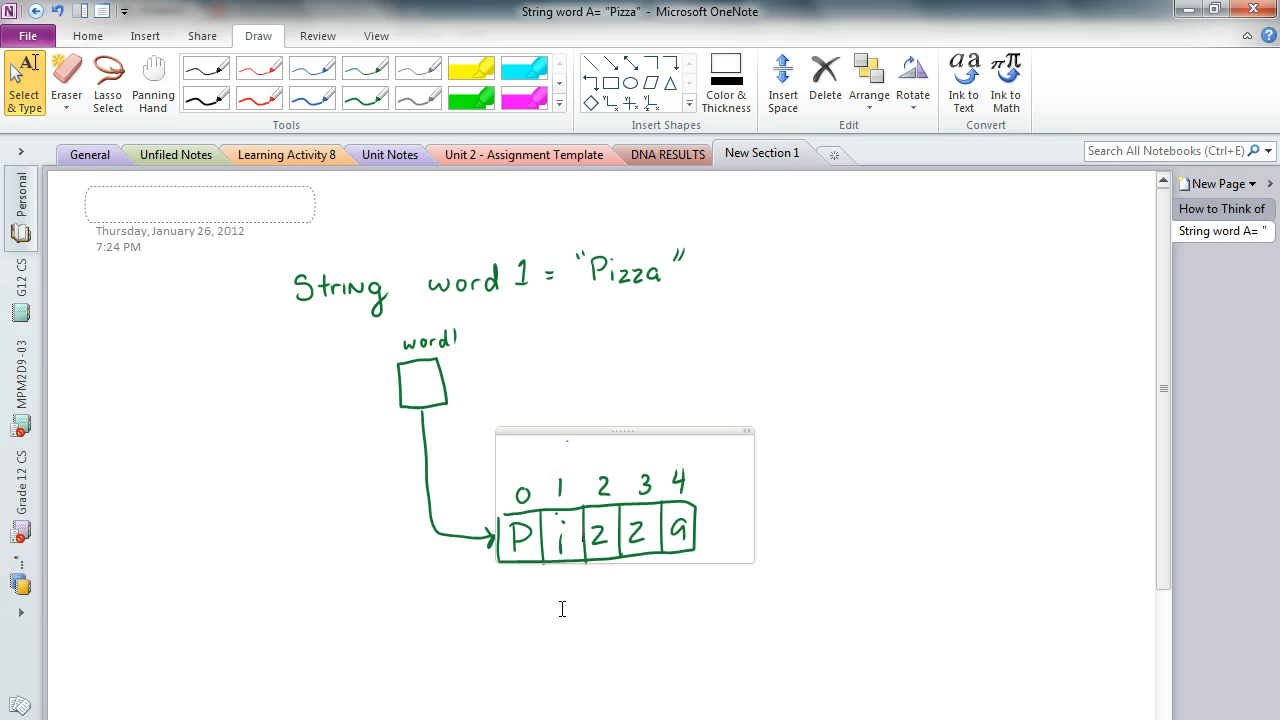 String word A= "Pizza" - Microsoft OneNote
File Home Insert Share Draw Review View
Select & Type
Eraser
Lasso Select
Panning Hand
Color & Thickness
Insert Space
Delete
Arrange
Rotate
Ink to Text
Ink to Math
Tools
Insert Shapes
Edit
Convert
General Unfiled Notes Learning Activity 8 Unit Notes Unit 2 - Assignment Template DNA RESULTS New Section 1
Search All Notebooks (Ctrl+E)
Personal
G12 CS
MPM2D9-03
Grade 12 CS
New Page
How to Think of
String word A= "
Thursday, January 26, 2012
7:24 PM
String word 1 = "Pizza"
word1
0 1 2 3 4
P i z z a